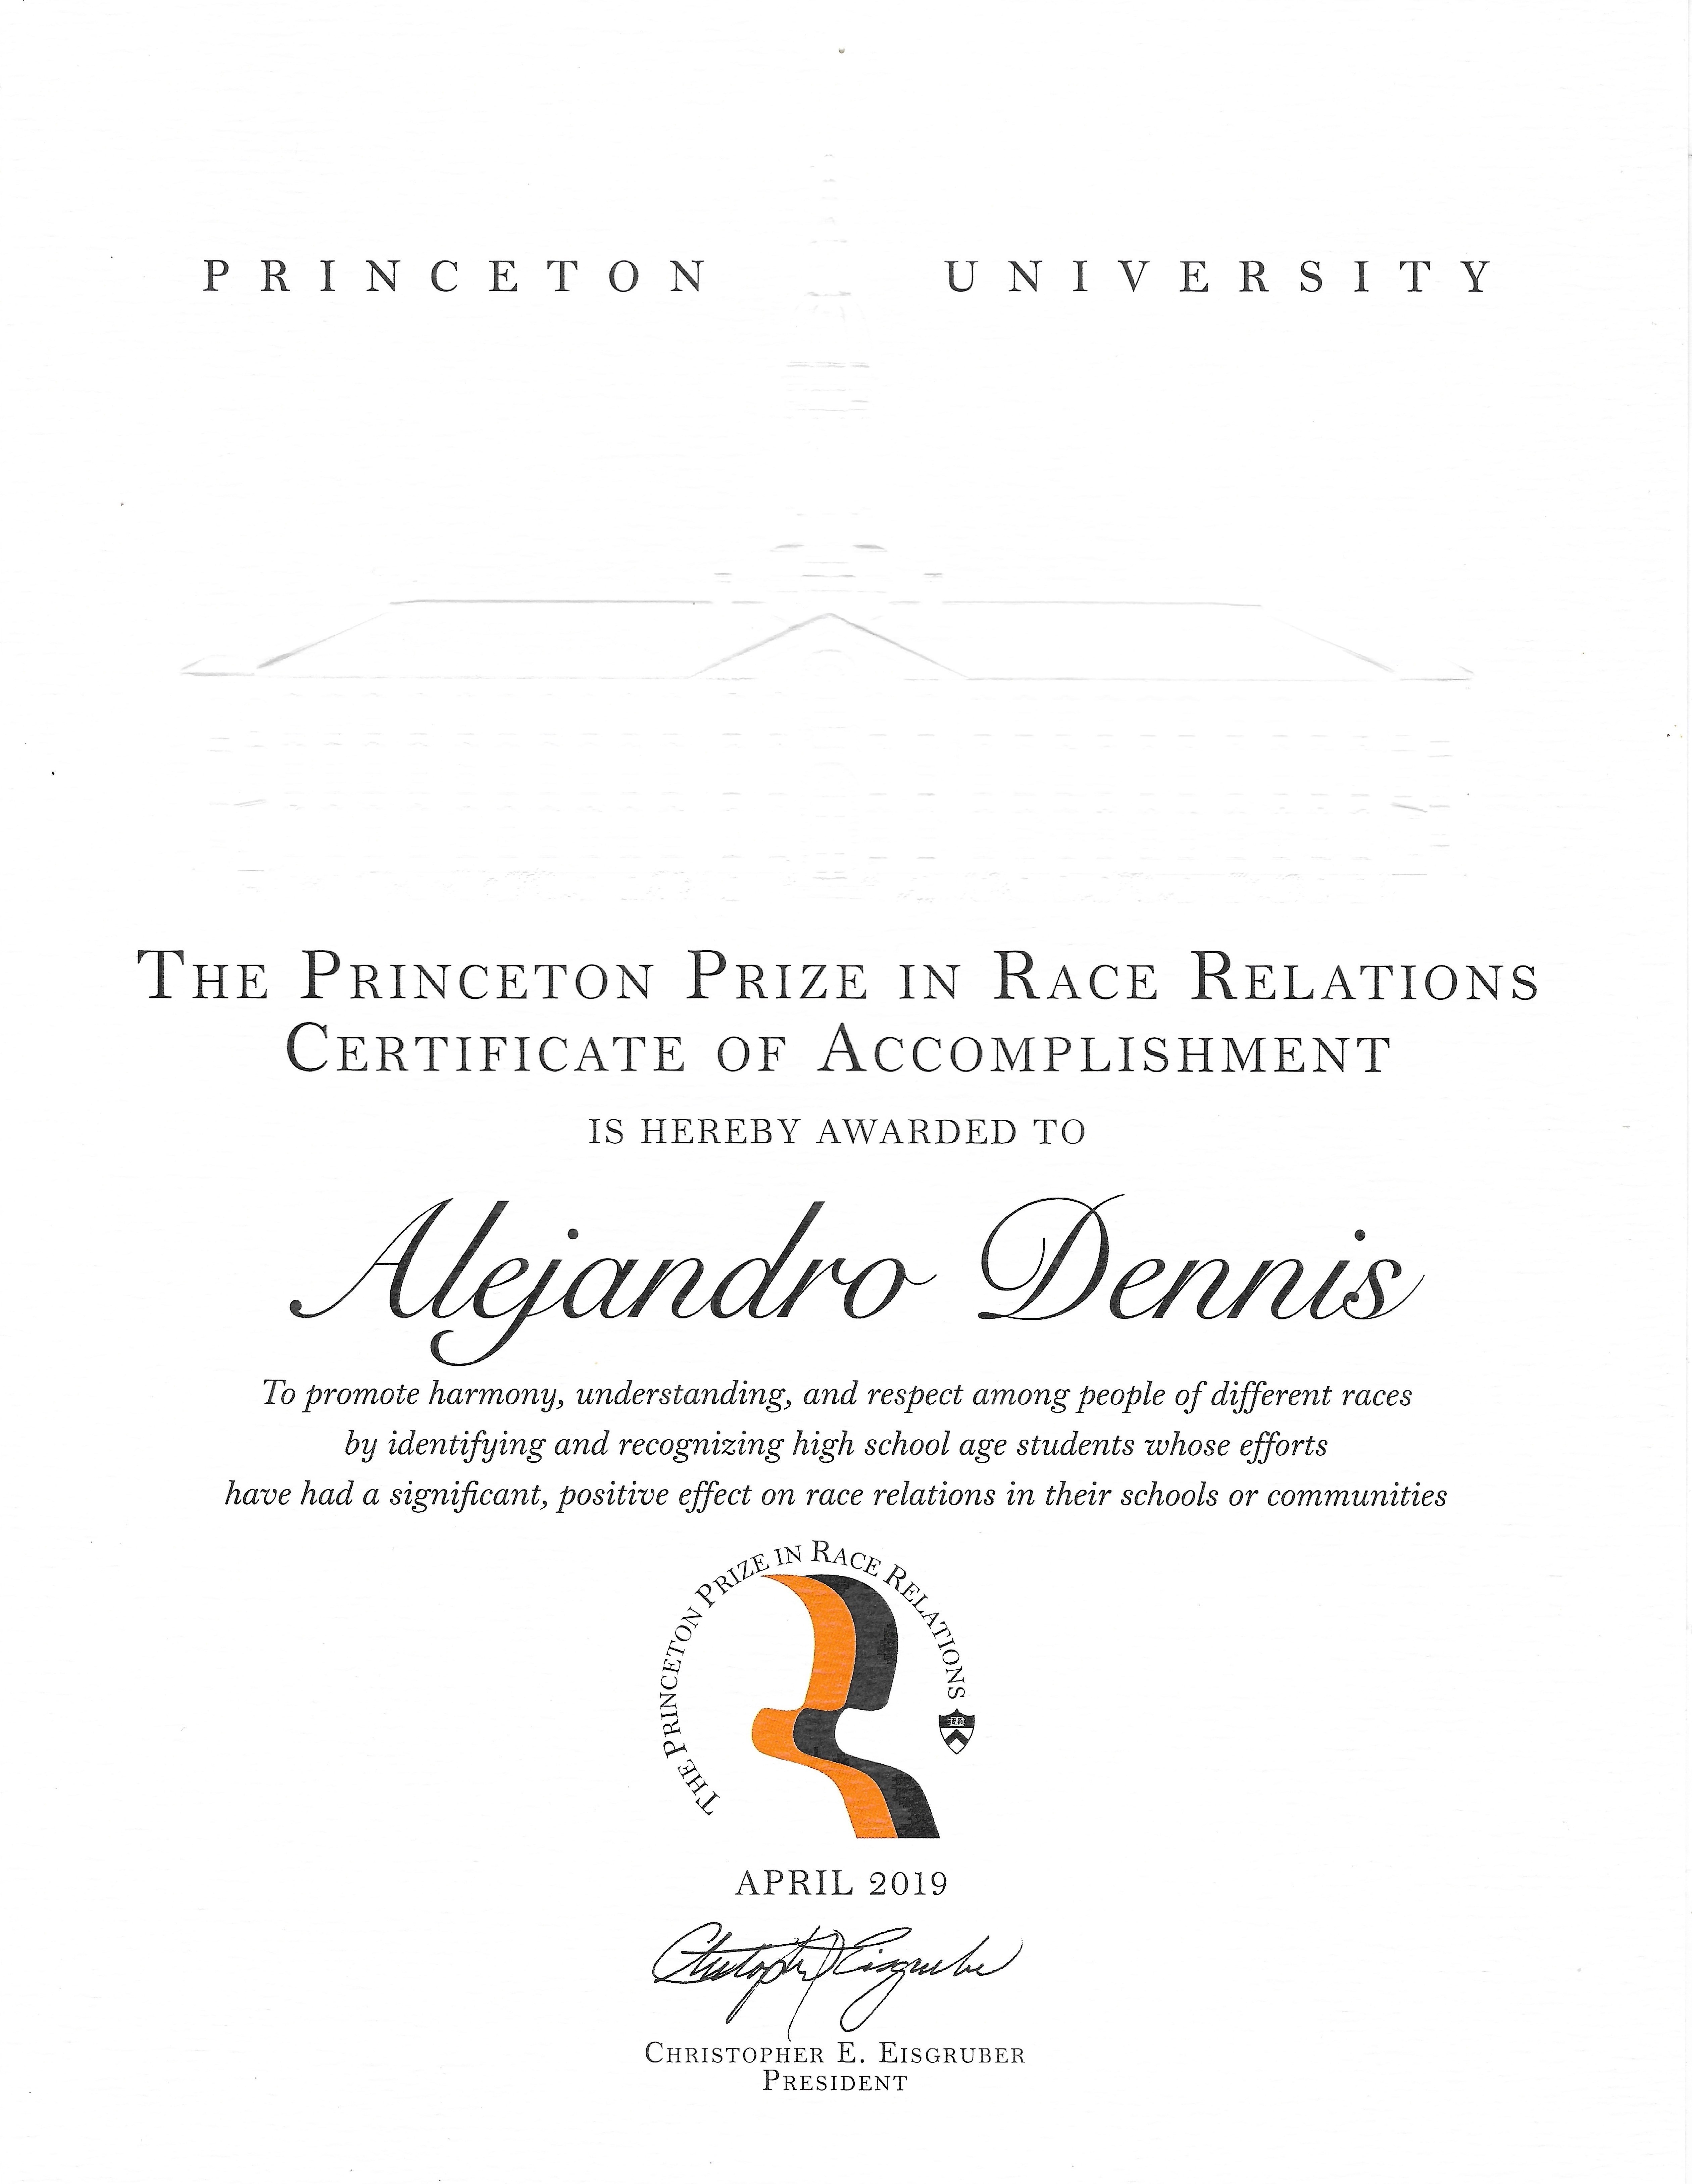 PRINCETON UNIVERSITY
THE PRINCETON PRIZE IN RACE RELATIONS
CERTIFICATE OF ACCOMPLISHMENT
IS HEREBY AWARDED TO
Alejandro Dennis
To promote harmony, understanding, and respect among people of different races
by identifying and recognizing high school age students whose efforts
have had a significant, positive effect on race relations in their schools or communities
THE PRINCETON PRIZE IN RACE RELATIONS
APRIL 2019
Christopher L. Eisgruber
CHRISTOPHER E. EISGRUBER
PRESIDENT